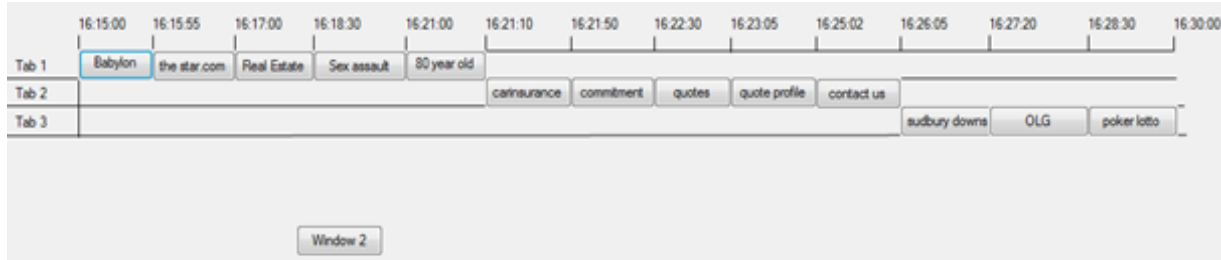 16:15:00 16:15:55 16:17:00 16:18:30 16:21:00 16:21:10 16:21:50 16:22:30 16:23:05 16:25:02 16:26:05 16:27:20 16:28:30 16:30:00
Tab 1 Babylon the star.com Real Estate Sex assault 80 year old
Tab 2 carinsurance commitment quotes quote profile contact us
Tab 3 sudbury downs OLG poker lotto
Window 2